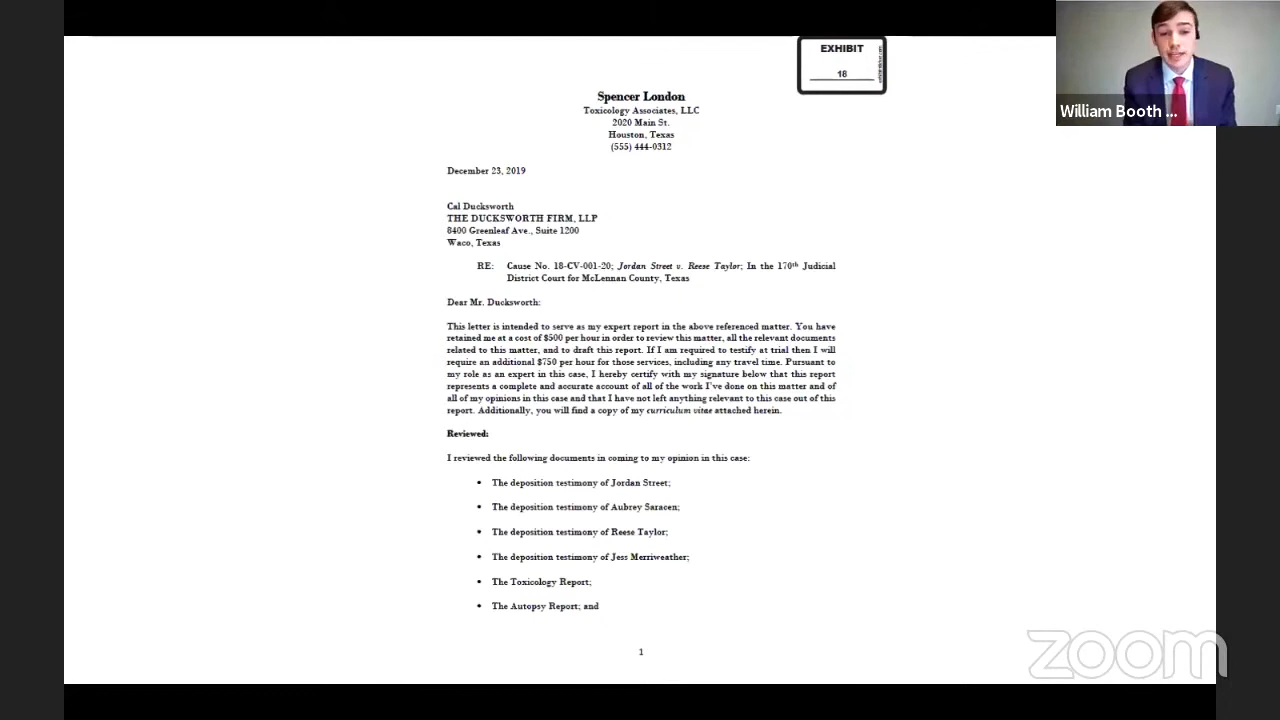 EXHIBIT
18
Spencer London
Toxicology Associates, LLC
2020 Main St.
Houston, Texas
(555) 444-0312
December 23, 2019
Cal Ducksworth
THE DUCKSWORTH FIRM, LLP
8400 Greenleaf Ave., Suite 1200
Waco, Texas
RE: Cause No. 18-CV-001-20; Jordan Street v. Reese Taylor; In the 170th Judicial
District Court for McLennan County, Texas
Dear Mr. Ducksworth:
This letter is intended to serve as my expert report in the above referenced matter. You have
retained me at a cost of $500 per hour in order to review this matter, all the relevant documents
related to this matter, and to draft this report. If I am required to testify at trial then I will
require an additional $750 per hour for those services, including any travel time. Pursuant to
my role as an expert in this case, I hereby certify with my signature below that this report
represents a complete and accurate account of all of the work I've done on this matter and of
all of my opinions in this case and that I have not left anything relevant to this case out of this
report. Additionally, you will find a copy of my curriculum vitae attached herein.
Reviewed:
I reviewed the following documents in coming to my opinion in this case:
• The deposition testimony of Jordan Street;
• The deposition testimony of Aubrey Saracen;
• The deposition testimony of Reese Taylor;
• The deposition testimony of Jess Merriweather;
• The Toxicology Report;
• The Autopsy Report; and
1
William Booth ...
zoom